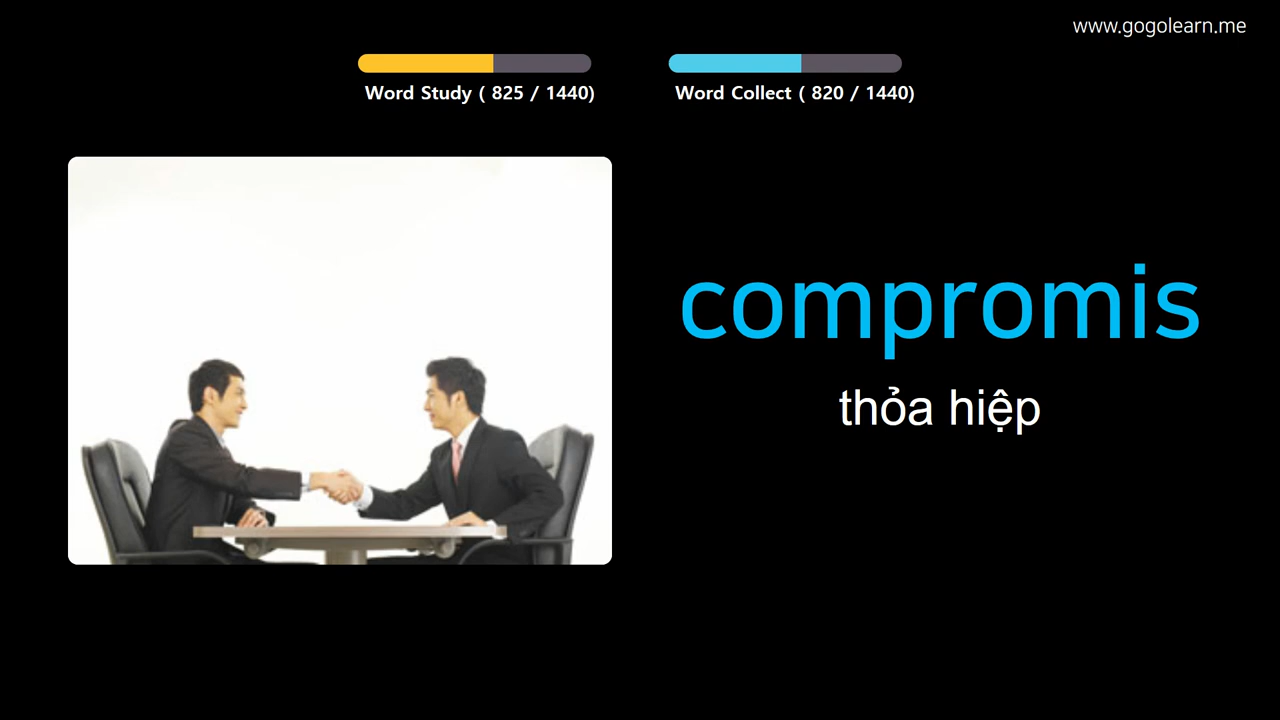 www.gogolearn.me
Word Study ( 825 / 1440)
Word Collect ( 820 / 1440)
compromis
thỏa hiệp